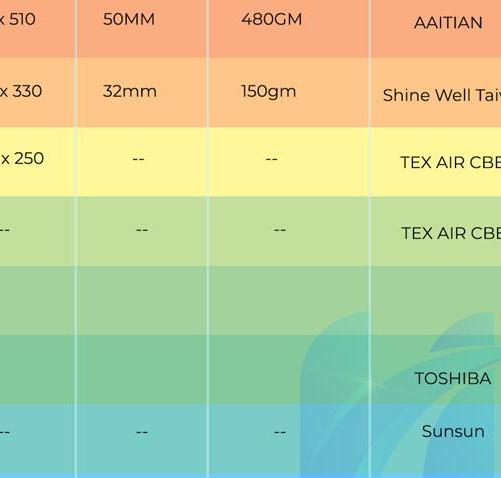 x 510 50MM 480GM AAITIAN
x 330 32mm 150gm Shine Well Tai
x 250 -- -- TEX AIR CBE
-- -- -- TEX AIR CBE
TOSHIBA
-- -- -- Sunsun